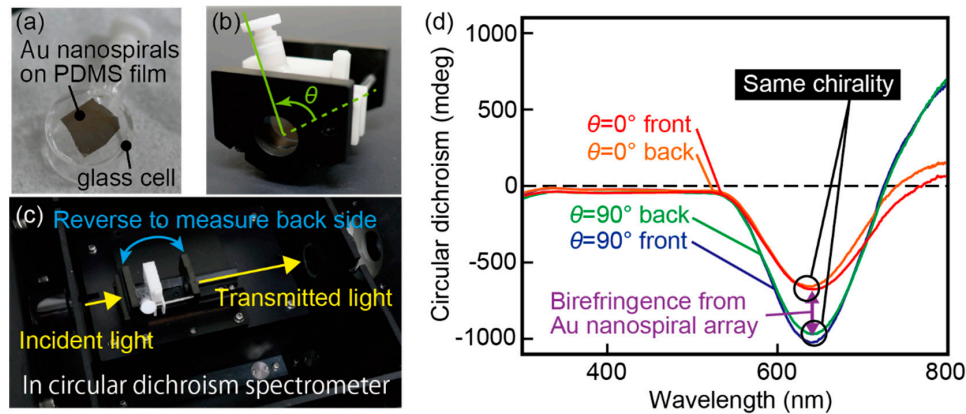 (a)
Au nanospirals
on PDMS film
glass cell
(b)
θ
(c)
Reverse to measure back side
Incident light
Transmitted light
In circular dichroism spectrometer
(d)
Circular dichroism (mdeg)
1000
500
0
-500
-1000
Same chirality
θ=0° front
θ=0° back
θ=90° back
θ=90° front
Birefringence from
Au nanospiral array
400
600
800
Wavelength (nm)